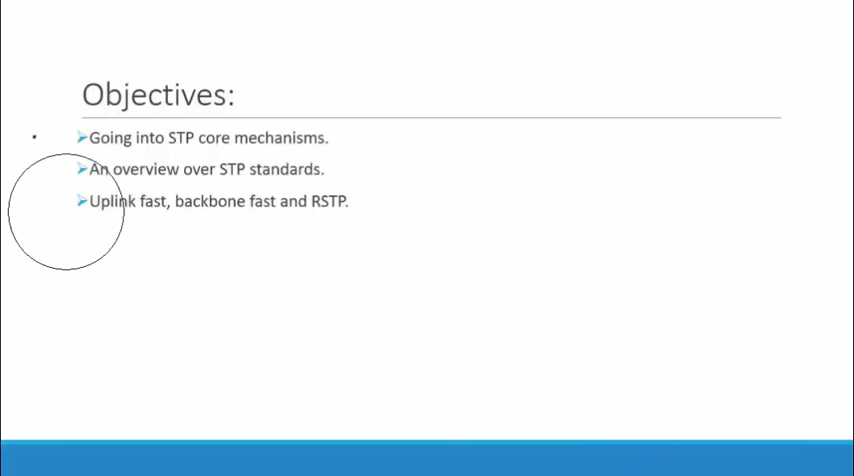 Objectives:
Going into STP core mechanisms.
An overview over STP standards.
Uplink fast, backbone fast and RSTP.